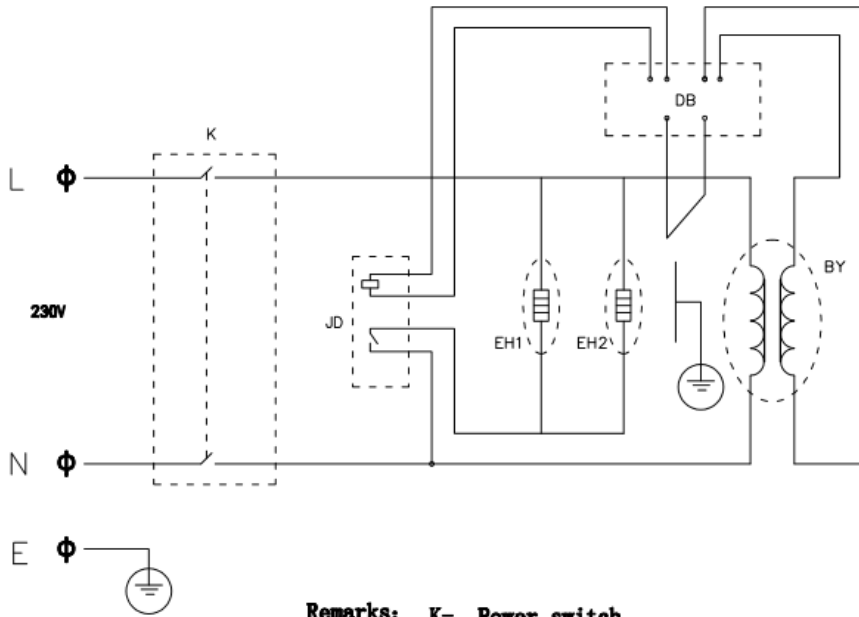 K
DB
L
BY
230V
JD
EH1
EH2
N
E
Remarks: K- Power switch